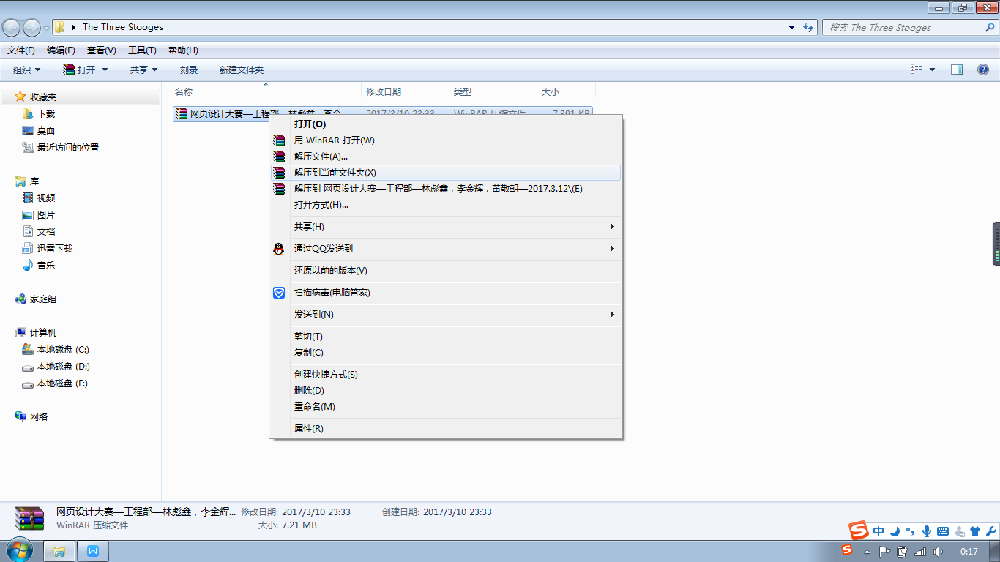 The Three Stooges
搜索 The Three Stooges
文件(F) 编辑(E) 查看(V) 工具(T) 帮助(H)
组织 打开 共享 刻录 新建文件夹
名称 修改日期 类型 大小
网页设计大赛—工程部—林彪鑫，李金 2017/3/10 23:33 WinRAR 压缩文件 7,391 KB
收藏夹
下载
桌面
最近访问的位置
库
视频
图片
文档
迅雷下载
音乐
家庭组
计算机
本地磁盘 (C:)
本地磁盘 (D:)
本地磁盘 (F:)
网络
打开(O)
用 WinRAR 打开(W)
解压文件(A)...
解压到当前文件夹(X)
解压到 网页设计大赛—工程部—林彪鑫，李金辉，黄敬朝—2017.3.12\(E)
打开方式(H)...
共享(H)
通过QQ发送到
还原以前的版本(V)
扫描病毒(电脑管家)
发送到(N)
剪切(T)
复制(C)
创建快捷方式(S)
删除(D)
重命名(M)
属性(R)
网页设计大赛—工程部—林彪鑫，李金辉... 修改日期: 2017/3/10 23:33 创建日期: 2017/3/10 23:33
WinRAR 压缩文件 大小: 7.21 MB
中
0:17